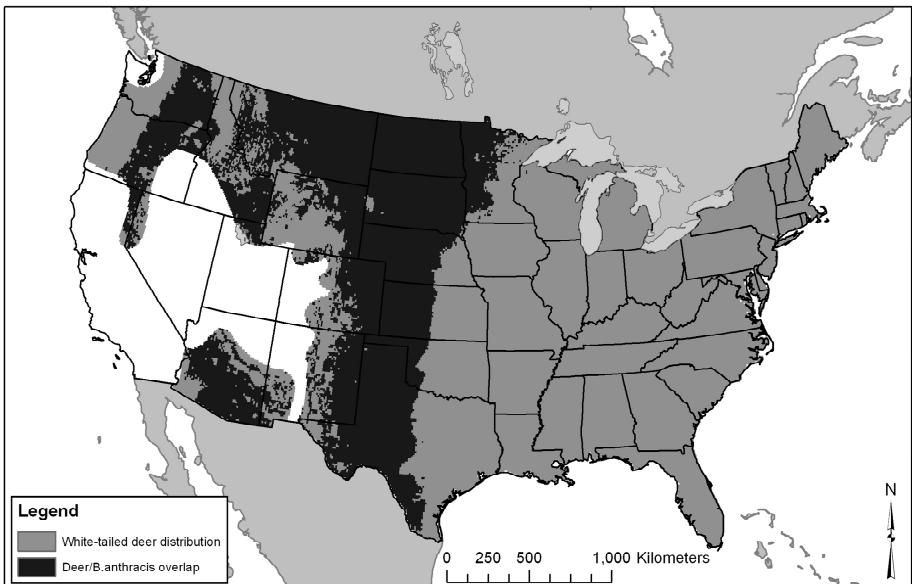 N
Legend
White-tailed deer distribution
Deer/B.anthracis overlap
0 250 500 1,000 Kilometers